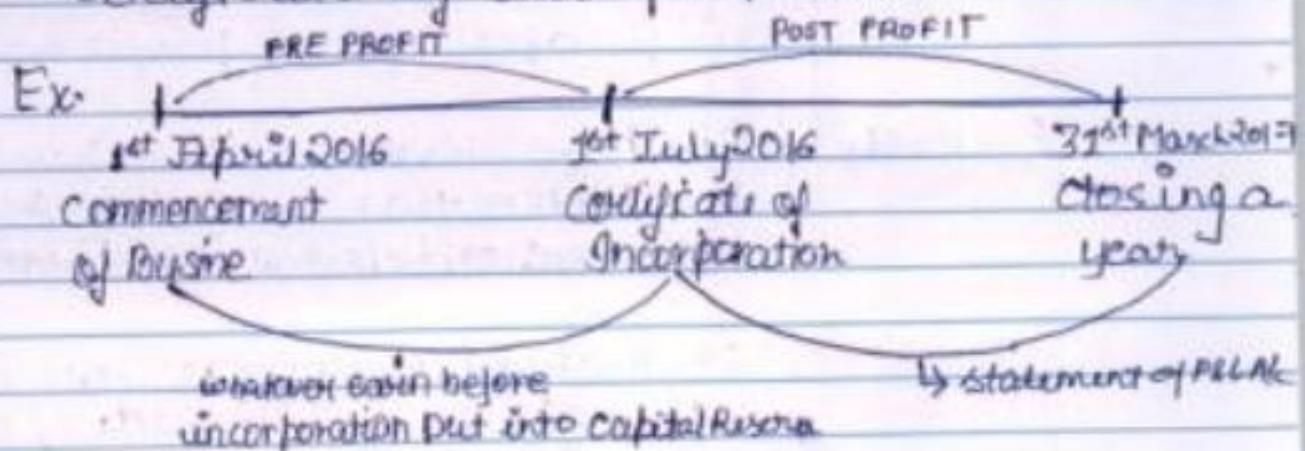 PRE PROFIT
POST PROFIT
Ex.
1st April 2016
1st July 2016
31st March 2017
Commencement
Certificate of
Closing a
of Busine
Incorporation
year
whatever earin before
↳ statement of P&L A/c
incorporation put into Capital Reserve